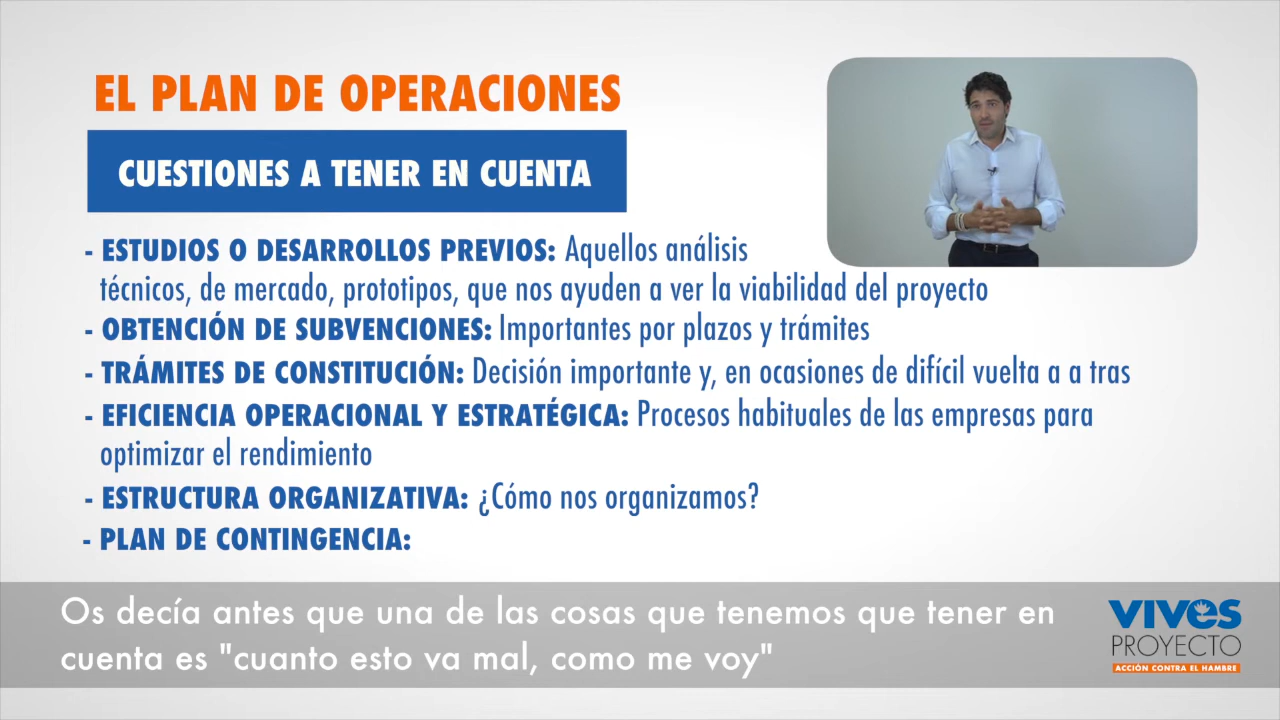 EL PLAN DE OPERACIONES
CUESTIONES A TENER EN CUENTA
- ESTUDIOS O DESARROLLOS PREVIOS: Aquellos análisis
técnicos, de mercado, prototipos, que nos ayuden a ver la viabilidad del proyecto
- OBTENCIÓN DE SUBVENCIONES: Importantes por plazos y trámites
- TRÁMITES DE CONSTITUCIÓN: Decisión importante y, en ocasiones de difícil vuelta a a tras
- EFICIENCIA OPERACIONAL Y ESTRATÉGICA: Procesos habituales de las empresas para
optimizar el rendimiento
- ESTRUCTURA ORGANIZATIVA: ¿Cómo nos organizamos?
- PLAN DE CONTINGENCIA:
Os decía antes que una de las cosas que tenemos que tener en
cuenta es "cuanto esto va mal, como me voy"
VIVES
PROYECTO
ACCIÓN CONTRA EL HAMBRE